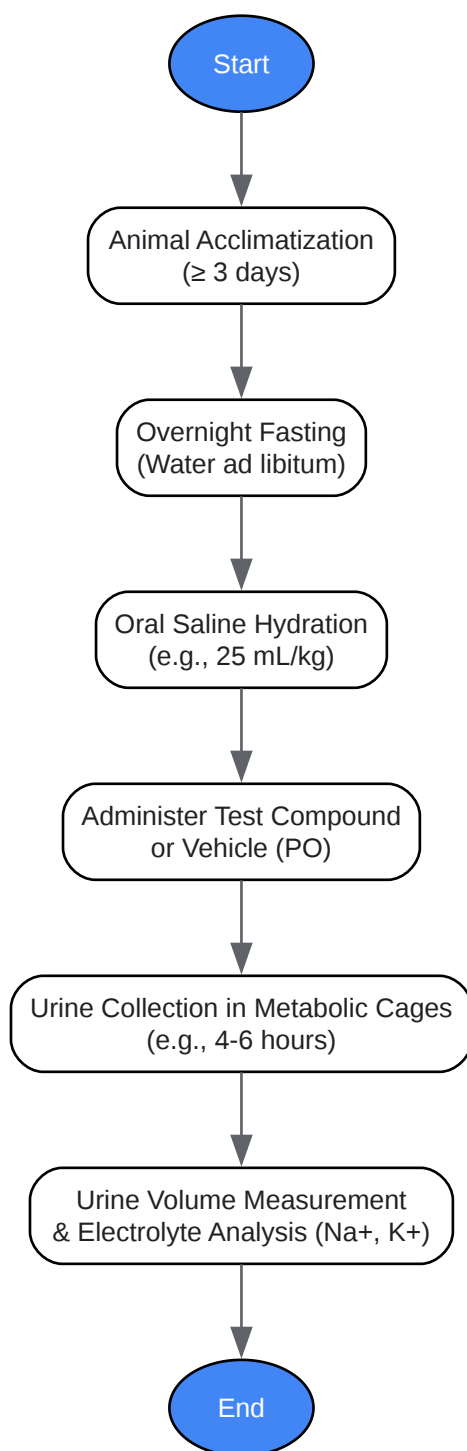 Start
Animal Acclimatization
(≥ 3 days)
Overnight Fasting
(Water ad libitum)
Oral Saline Hydration
(e.g., 25 mL/kg)
Administer Test Compound
or Vehicle (PO)
Urine Collection in Metabolic Cages
(e.g., 4-6 hours)
Urine Volume Measurement
& Electrolyte Analysis (Na+, K+)
End